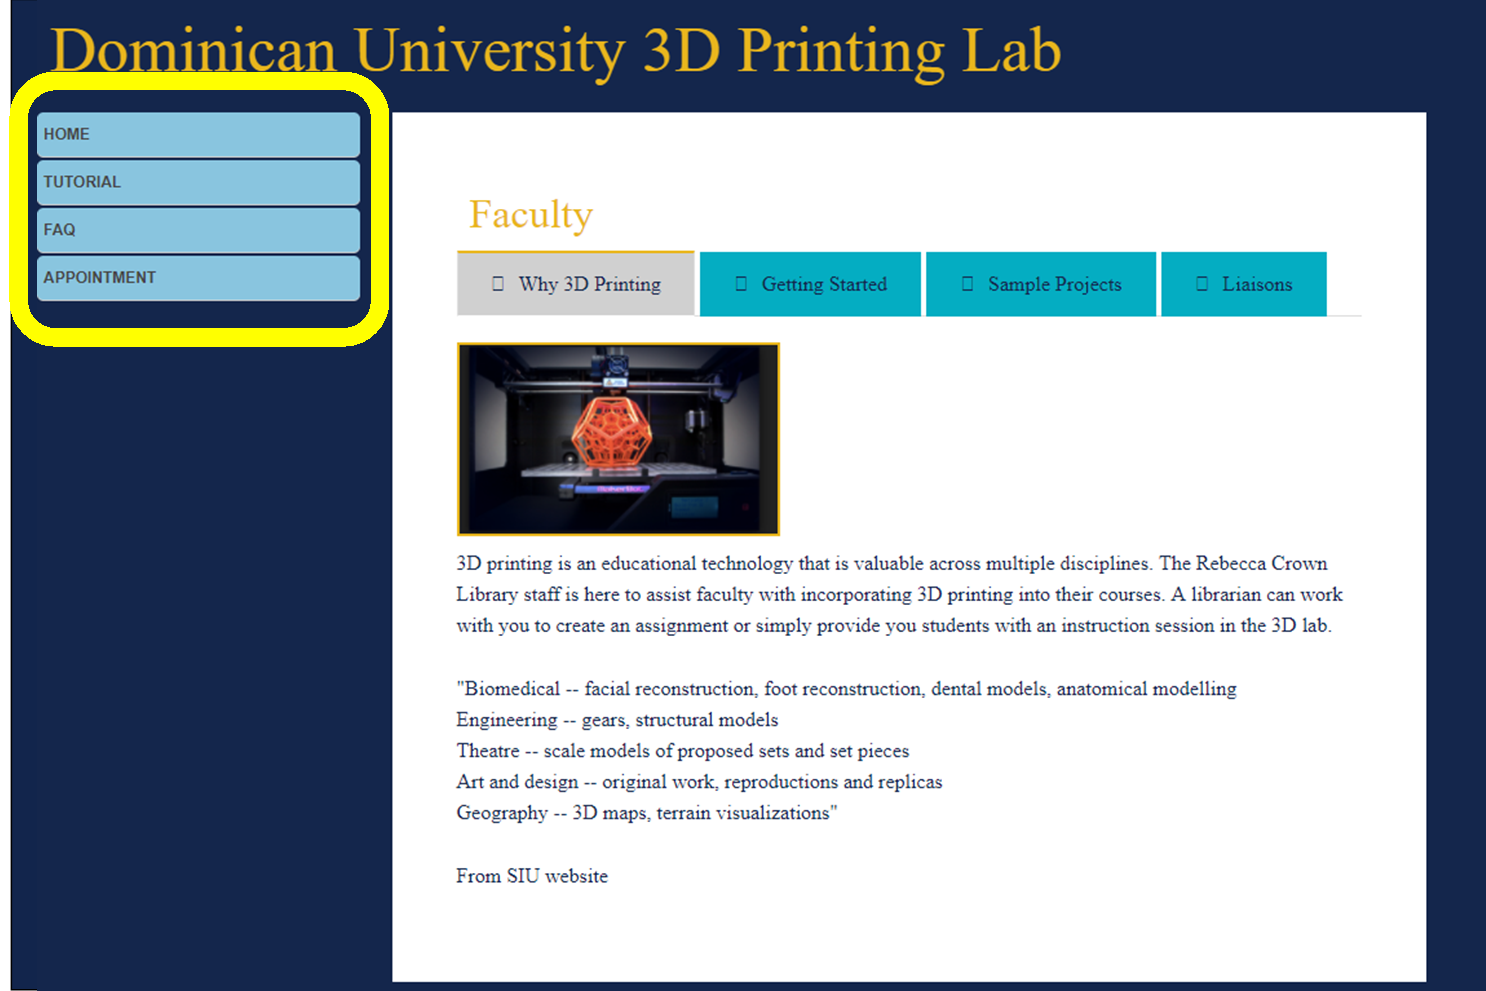 Dominican University 3D Printing Lab
HOME
TUTORIAL
FAQ
APPOINTMENT
Faculty
Why 3D Printing
Getting Started
Sample Projects
Liaisons
3D printing is an educational technology that is valuable across multiple disciplines. The Rebecca Crown
Library staff is here to assist faculty with incorporating 3D printing into their courses. A librarian can work
with you to create an assignment or simply provide you students with an instruction session in the 3D lab.
"Biomedical -- facial reconstruction, foot reconstruction, dental models, anatomical modelling
Engineering -- gears, structural models
Theatre -- scale models of proposed sets and set pieces
Art and design -- original work, reproductions and replicas
Geography -- 3D maps, terrain visualizations"
From SIU website